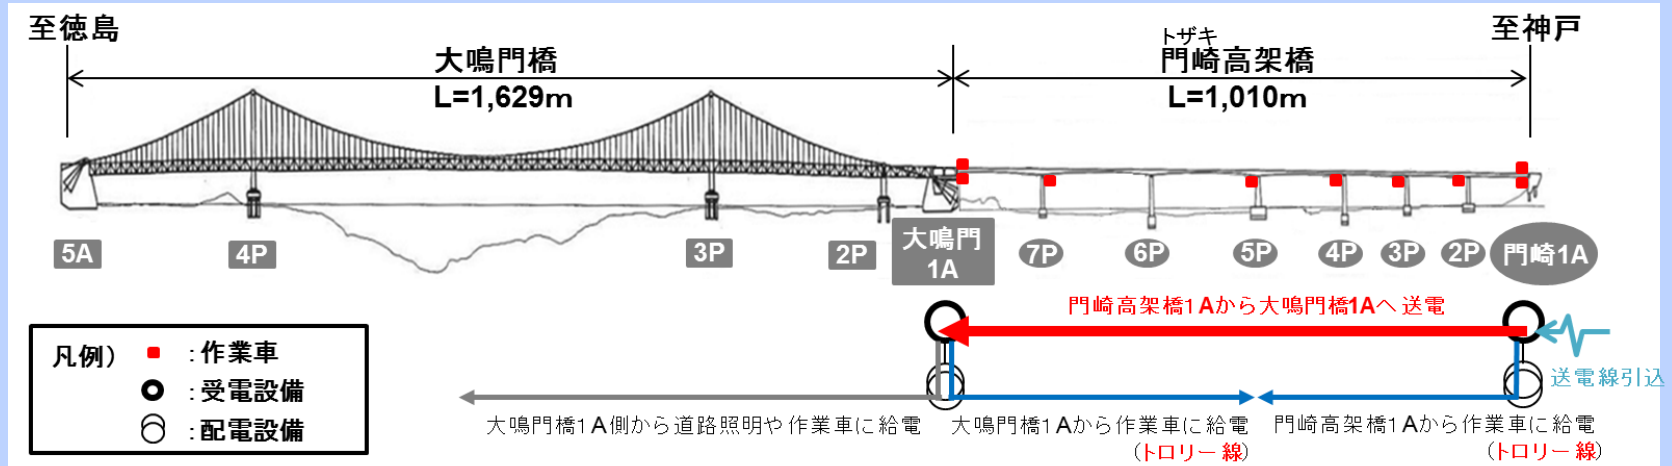 至徳島
至神戸
大鳴門橋
L=1,629m
トザキ
門崎高架橋
L=1,010m
5A
4P
3P
2P
大鳴門
1A
7P
6P
5P
4P
3P
2P
門崎1A
門崎高架橋1Aから大鳴門橋1Aへ送電
送電線引込
凡例）
：作業車
：受電設備
：配電設備
大鳴門橋1A側から道路照明や作業車に給電
大鳴門橋1Aから作業車に給電
（トロリー線）
門崎高架橋1Aから作業車に給電
（トロリー線）